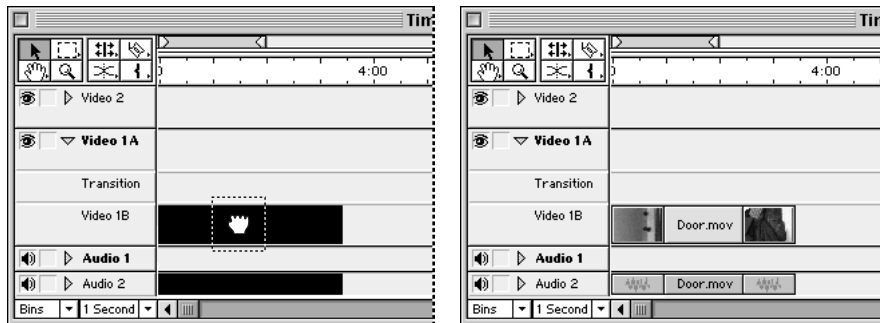 Tim
4:00
Video 2
Video 1A
Transition
Video 1B
Audio 1
Audio 2
Bins
1 Second
Tim
4:00
Video 2
Video 1A
Transition
Video 1B
Door.mov
Audio 1
Audio 2
Door.mov
Bins
1 Second